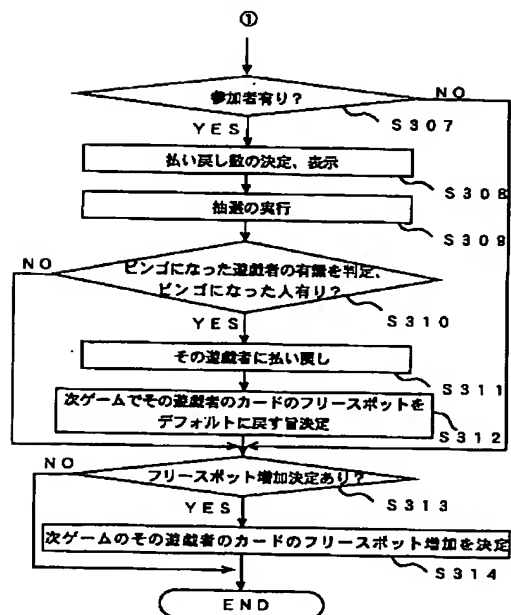 ①
参加者有り?
NO
S307
YES
払い戻し数の決定、表示
S308
抽選の実行
S309
NO
ビンゴになった遊戯者の有無を判定、
ビンゴになった人有り?
S310
YES
その遊戯者に払い戻し
S311
次ゲームでその遊戯者のカードのフリースポットを
デフォルトに戻す旨決定
S312
NO
フリースポット増加決定あり?
S313
YES
次ゲームのその遊戯者のカードのフリースポット増加を決定
S314
END